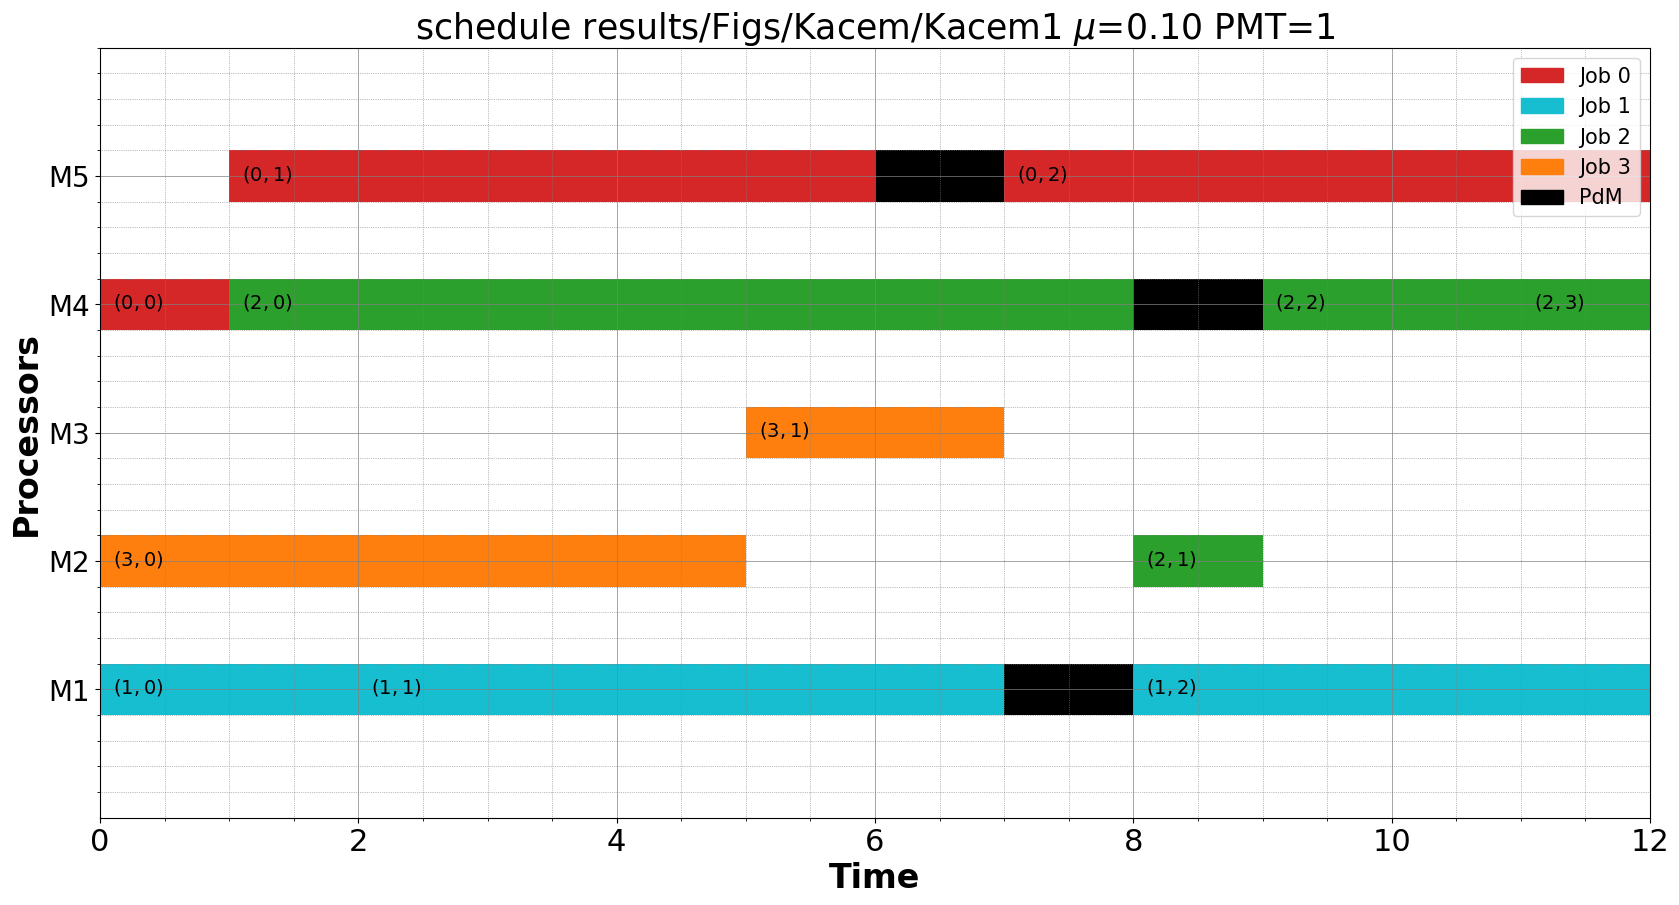 schedule results/Figs/Kacem/Kacem1 μ=0.10 PMT=1
Job 0
Job 1
Job 2
Job 3
PdM
M5
(0, 1)
(0, 2)
M4
(0, 0)
(2, 0)
(2, 2)
(2, 3)
M3
(3, 1)
M2
(3, 0)
(2, 1)
M1
(1, 0)
(1, 1)
(1, 2)
Processors
0 2 4 6 8 10 12
Time